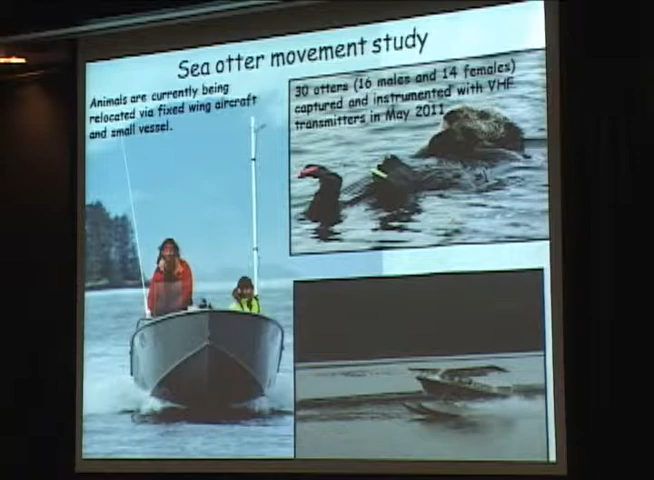 Sea otter movement study
Animals are currently being
relocated via fixed wing aircraft
and small vessel.
30 otters (16 males and 14 females)
captured and instrumented with VHF
transmitters in May 2011